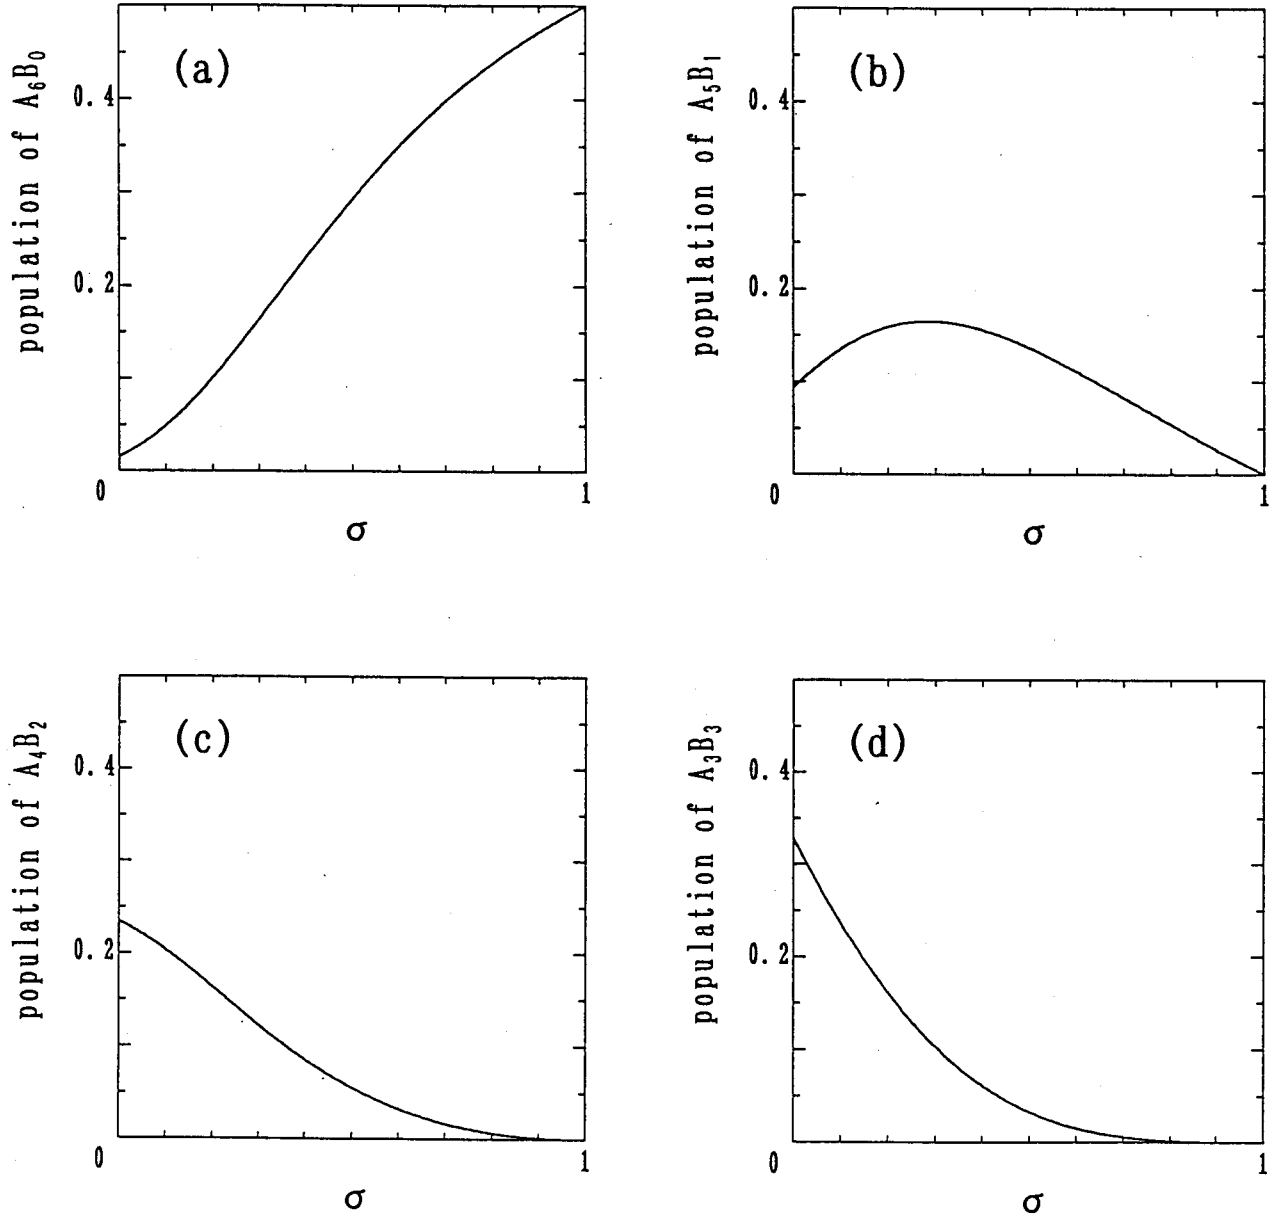 (a)
population of A₆B₀
0.4
0.2
0
1
σ
(b)
population of A₅B₁
0.4
0.2
0
1
σ
(c)
population of A₄B₂
0.4
0.2
0
1
σ
(d)
population of A₃B₃
0.4
0.2
0
1
σ